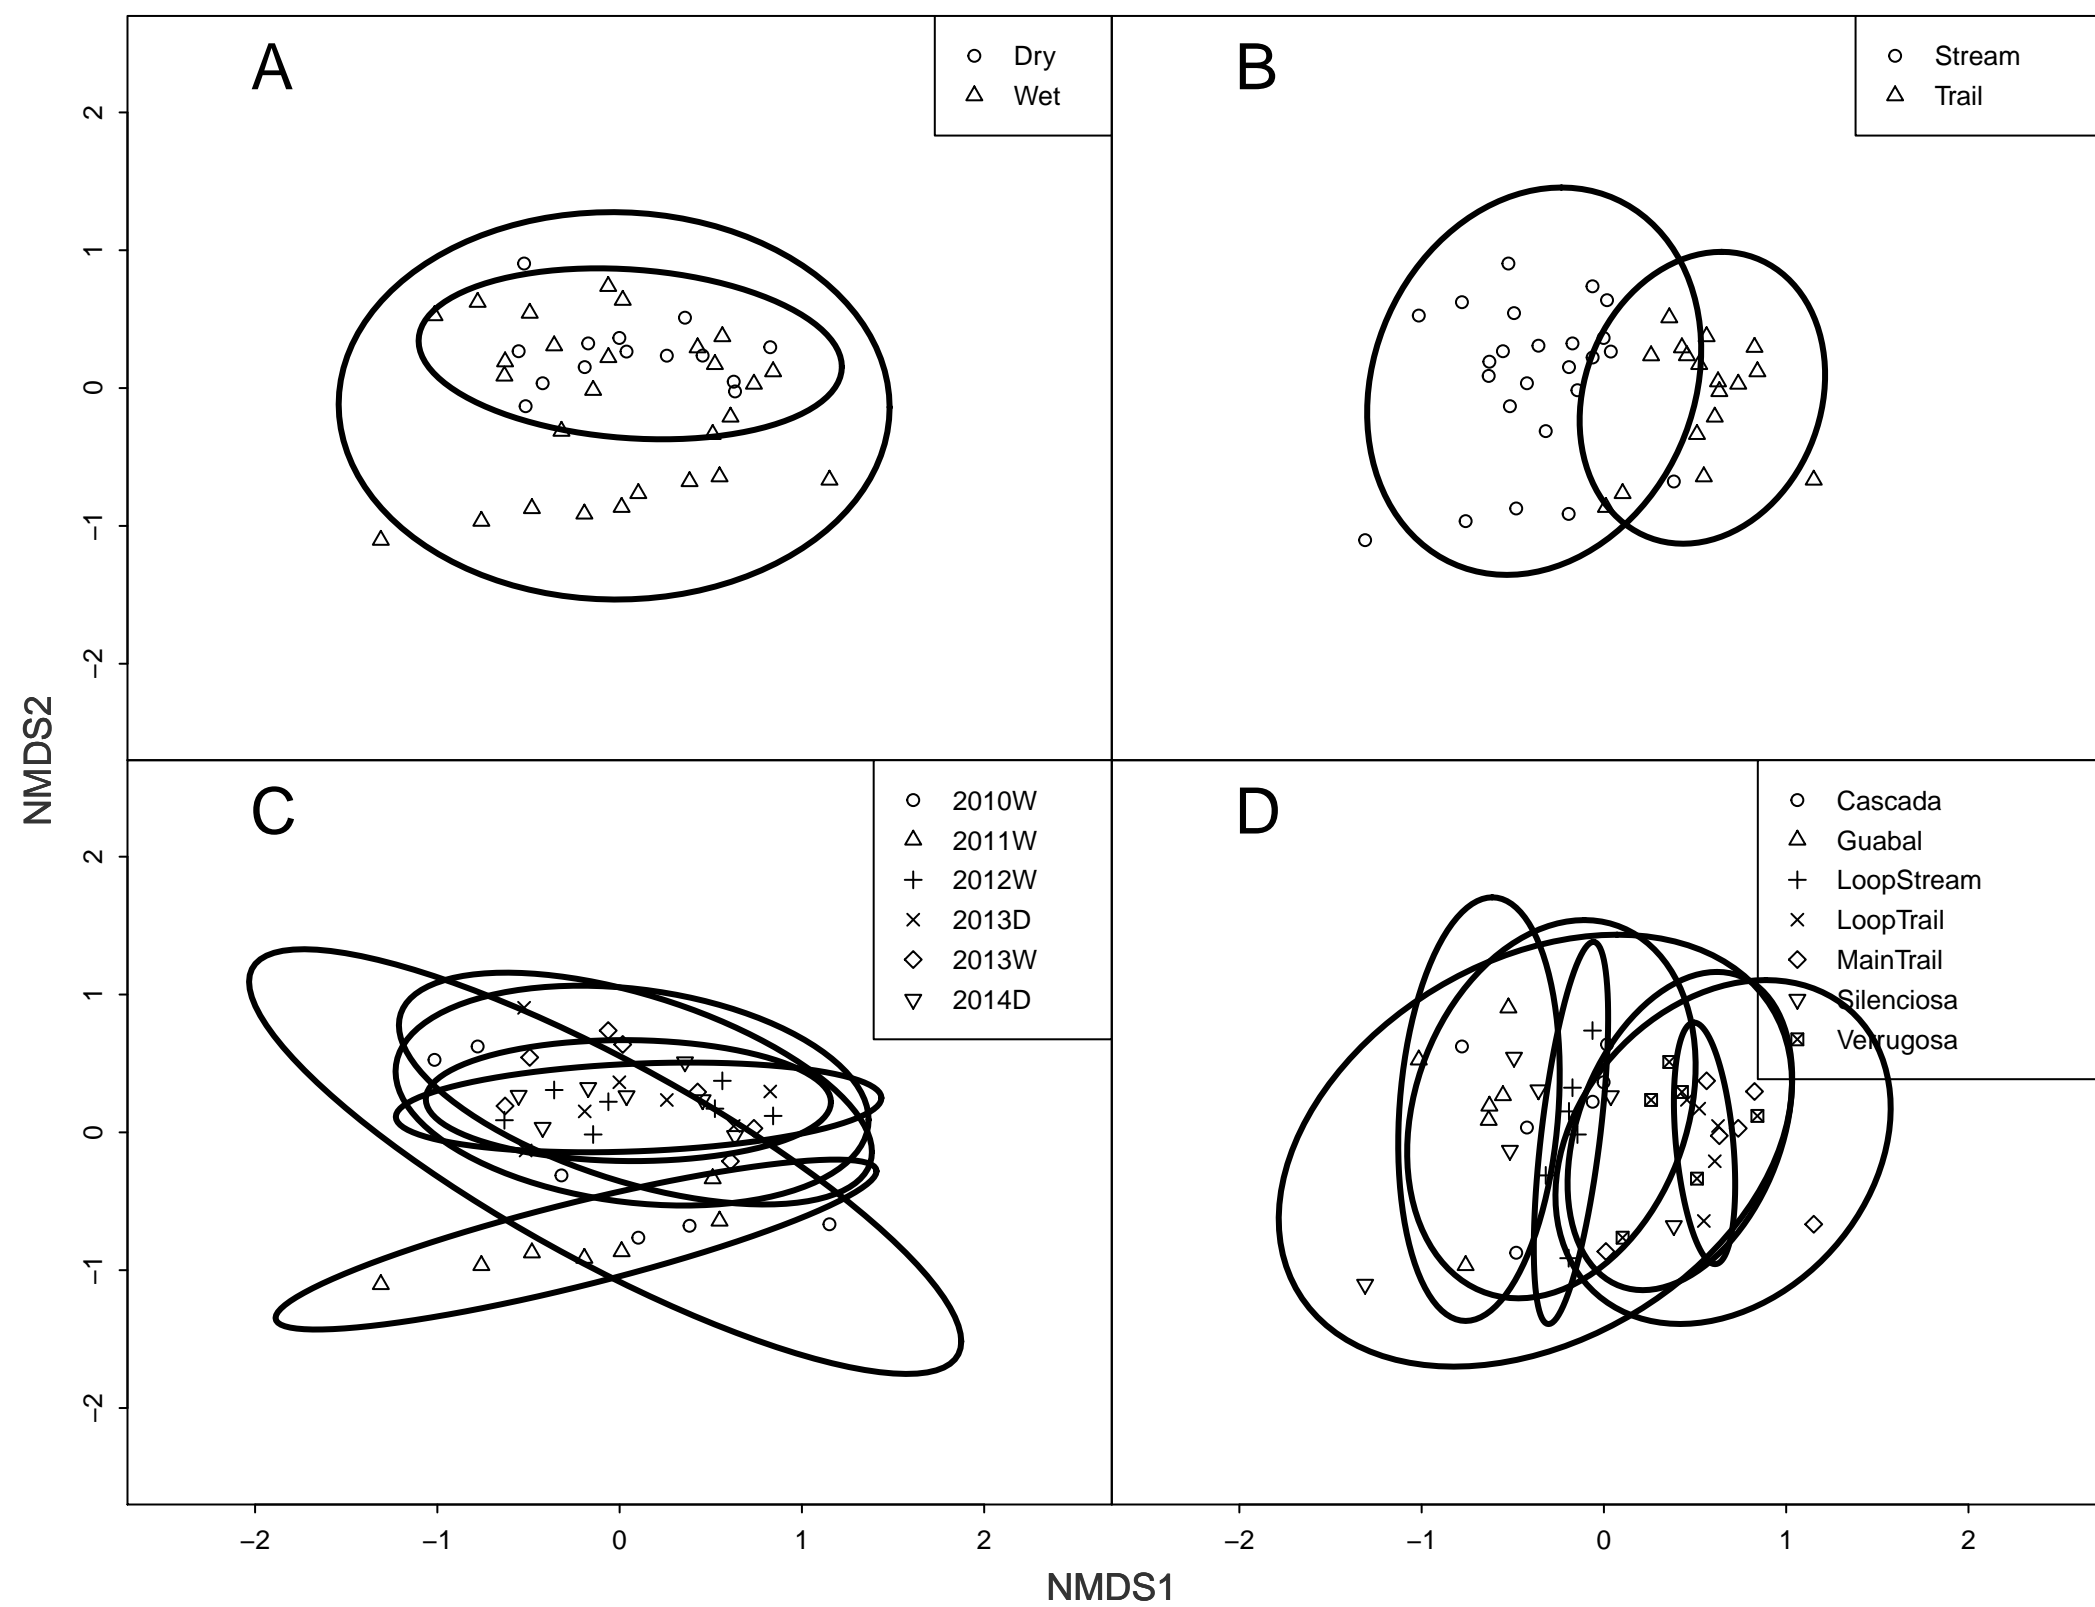 A
Dry
Wet
B
Stream
Trail
2
1
0
−1
−2
C
2010W
2011W
2012W
2013D
2013W
2014D
D
Cascada
Guabal
LoopStream
LoopTrail
MainTrail
Silenciosa
Verrugosa
2
1
0
−1
−2
NMDS2
−2 −1 0 1 2
−2 −1 0 1 2
NMDS1